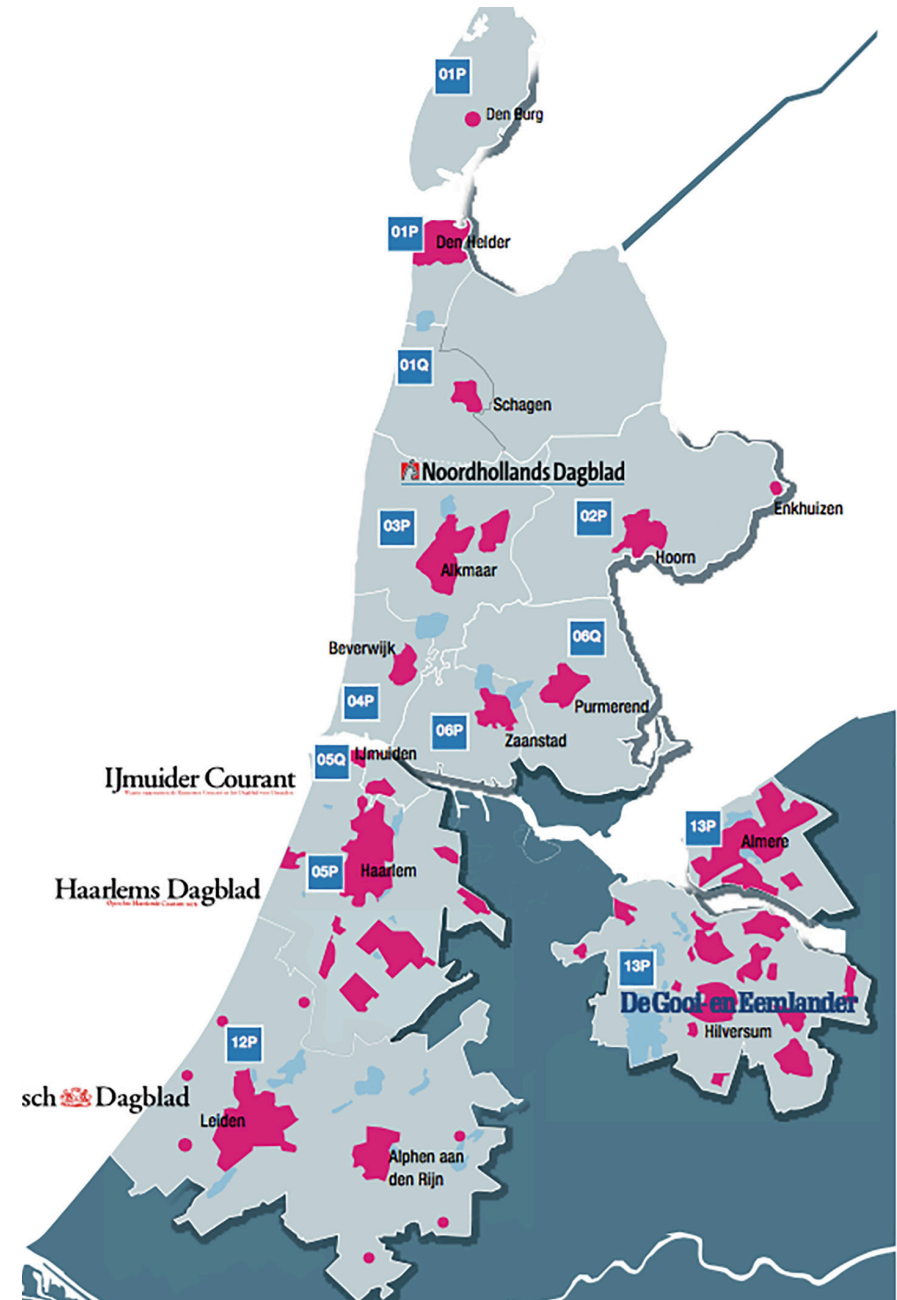 01P
Den Burg
01P
Den Helder
01Q
Schagen
Noordhollands Dagblad
Enkhuizen
03P
02P
Hoorn
Alkmaar
06Q
Beverwijk
Purmerend
04P
06P
Zaanstad
05Q
IJmuiden
IJmuider Courant
13P
Almere
05P
Haarlem
Haarlems Dagblad
13P
De Gooi- en Eemlander
Hilversum
12P
sch Dagblad
Leiden
Alphen aan
den Rijn